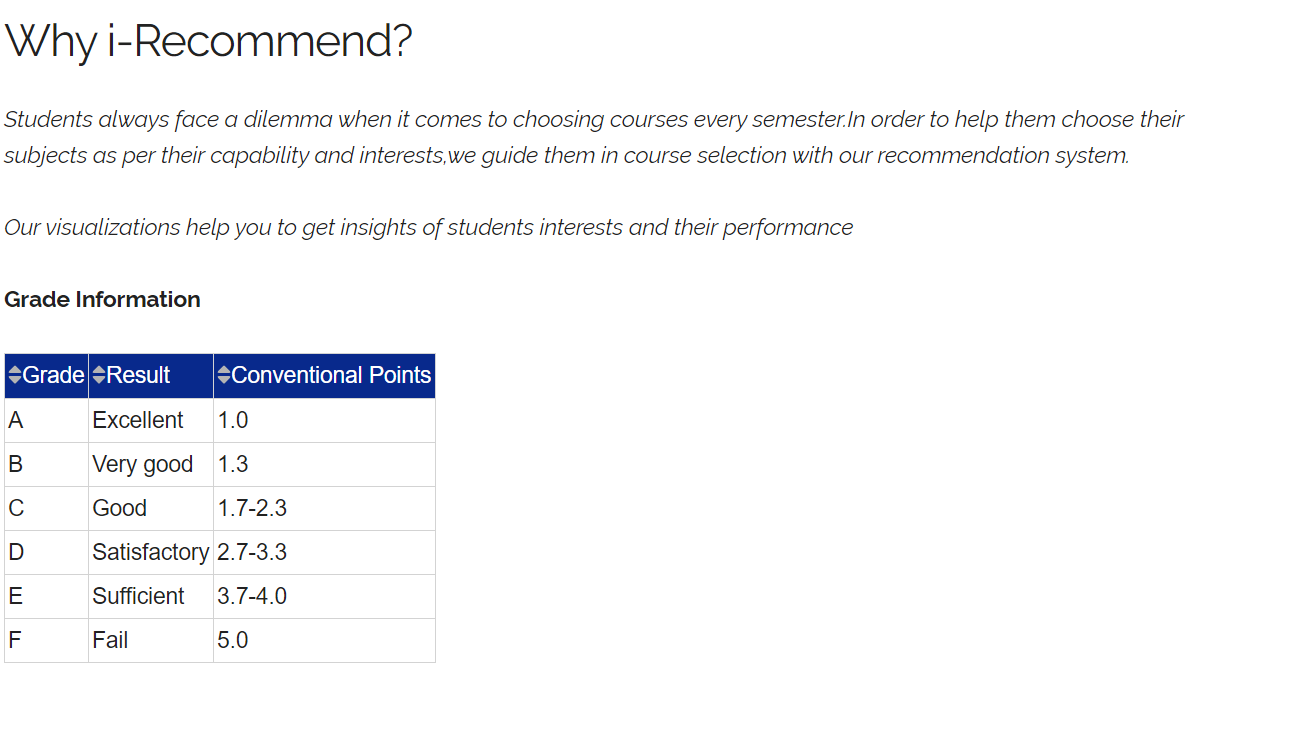 Why i-Recommend?
Students always face a dilemma when it comes to choosing courses every semester.In order to help them choose their
subjects as per their capability and interests,we guide them in course selection with our recommendation system.
Our visualizations help you to get insights of students interests and their performance
Grade Information
Grade Result Conventional Points
A Excellent 1.0
B Very good 1.3
C Good 1.7-2.3
D Satisfactory 2.7-3.3
E Sufficient 3.7-4.0
F Fail 5.0